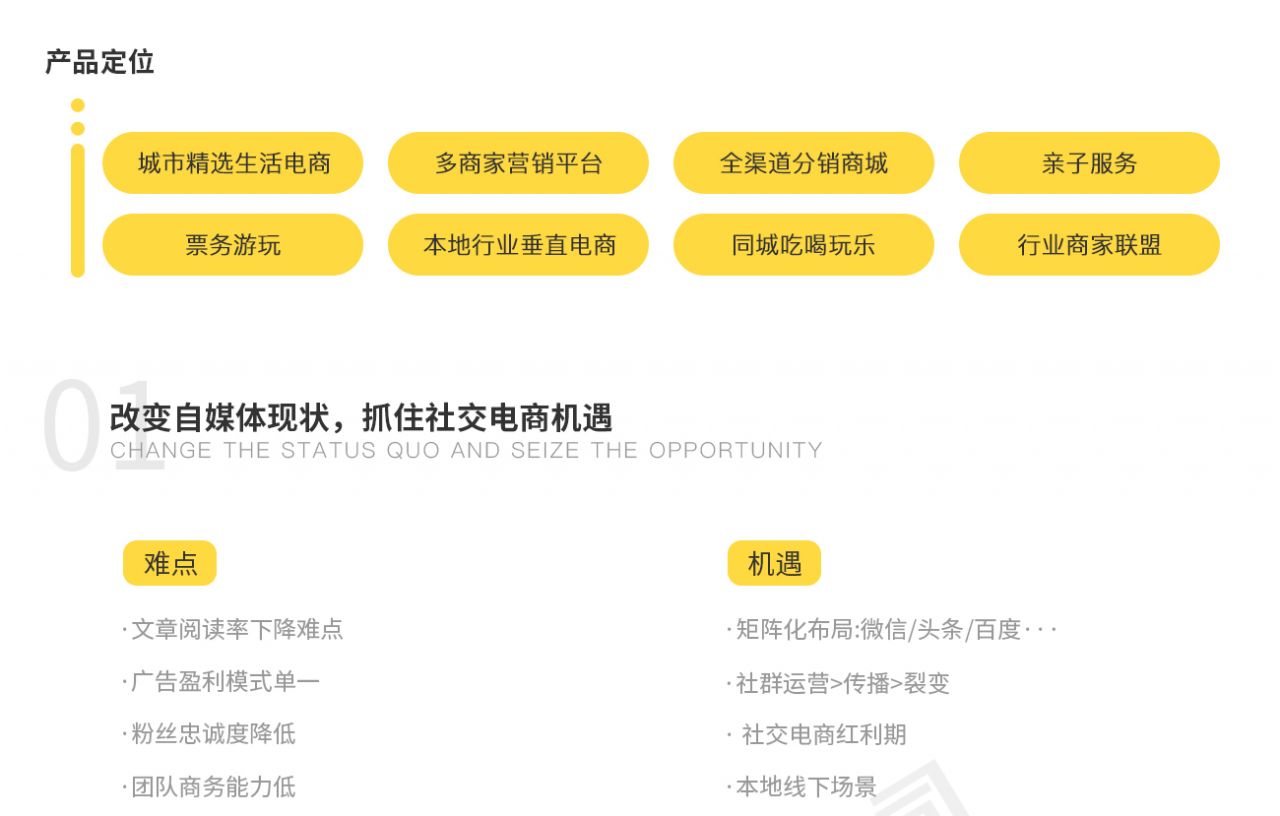 产品定位
城市精选生活电商 多商家营销平台 全渠道分销商城 亲子服务
票务游玩 本地行业垂直电商 同城吃喝玩乐 行业商家联盟
01
改变自媒体现状，抓住社交电商机遇
CHANGE THE STATUS QUO AND SEIZE THE OPPORTUNITY
难点
·文章阅读率下降难点
·广告盈利模式单一
·粉丝忠诚度降低
·团队商务能力低
机遇
·矩阵化布局:微信/头条/百度···
·社群运营>传播>裂变
· 社交电商红利期
·本地线下场景